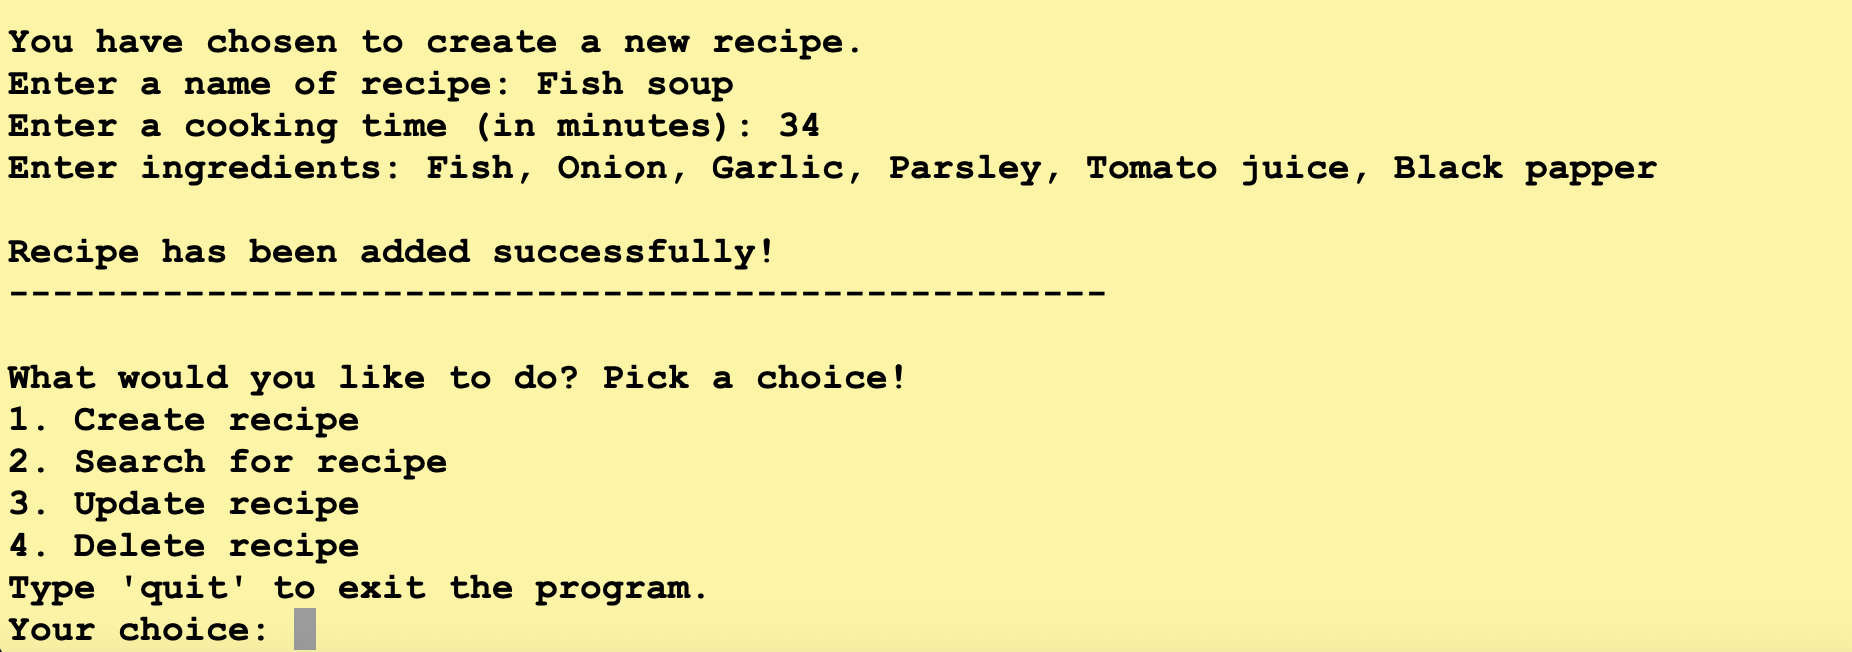 You have chosen to create a new recipe.
Enter a name of recipe: Fish soup
Enter a cooking time (in minutes): 34
Enter ingredients: Fish, Onion, Garlic, Parsley, Tomato juice, Black papper
Recipe has been added successfully!
--------------------------------------------------
What would you like to do? Pick a choice!
1. Create recipe
2. Search for recipe
3. Update recipe
4. Delete recipe
Type 'quit' to exit the program.
Your choice: